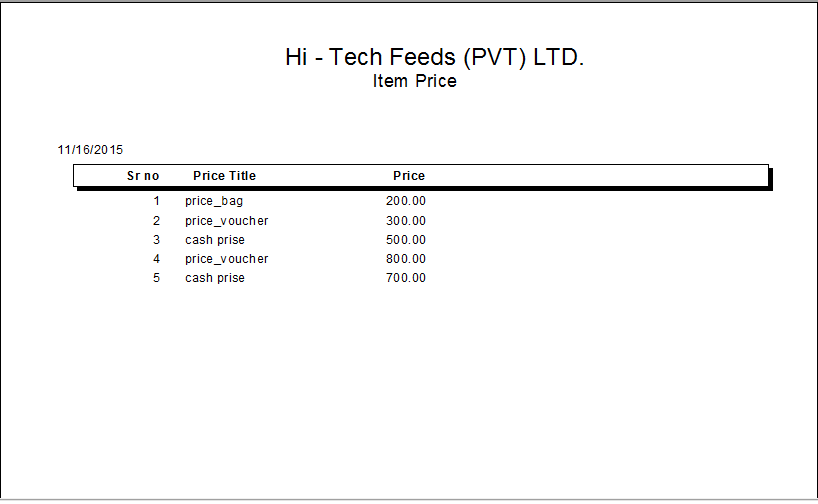 Hi - Tech Feeds (PVT) LTD.
Item Price
11/16/2015
Sr no Price Title Price
1 price_bag 200.00
2 price_voucher 300.00
3 cash prise 500.00
4 price_voucher 800.00
5 cash prise 700.00